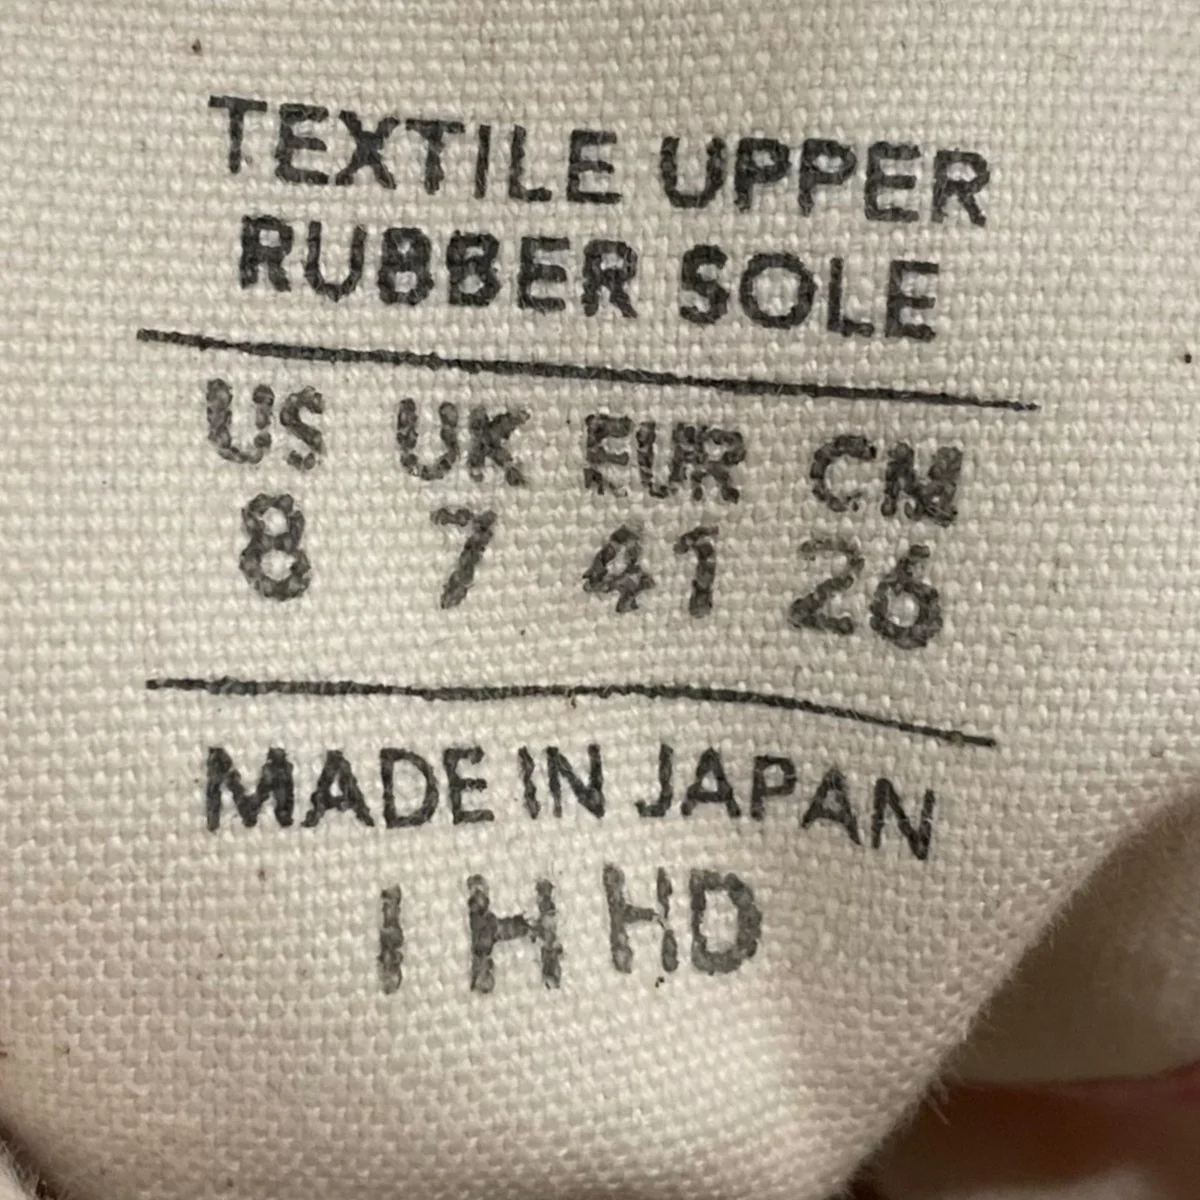 TEXTILE UPPER
RUBBER SOLE
US UK EUR CM
8 7 41 26
MADE IN JAPAN
I H HD